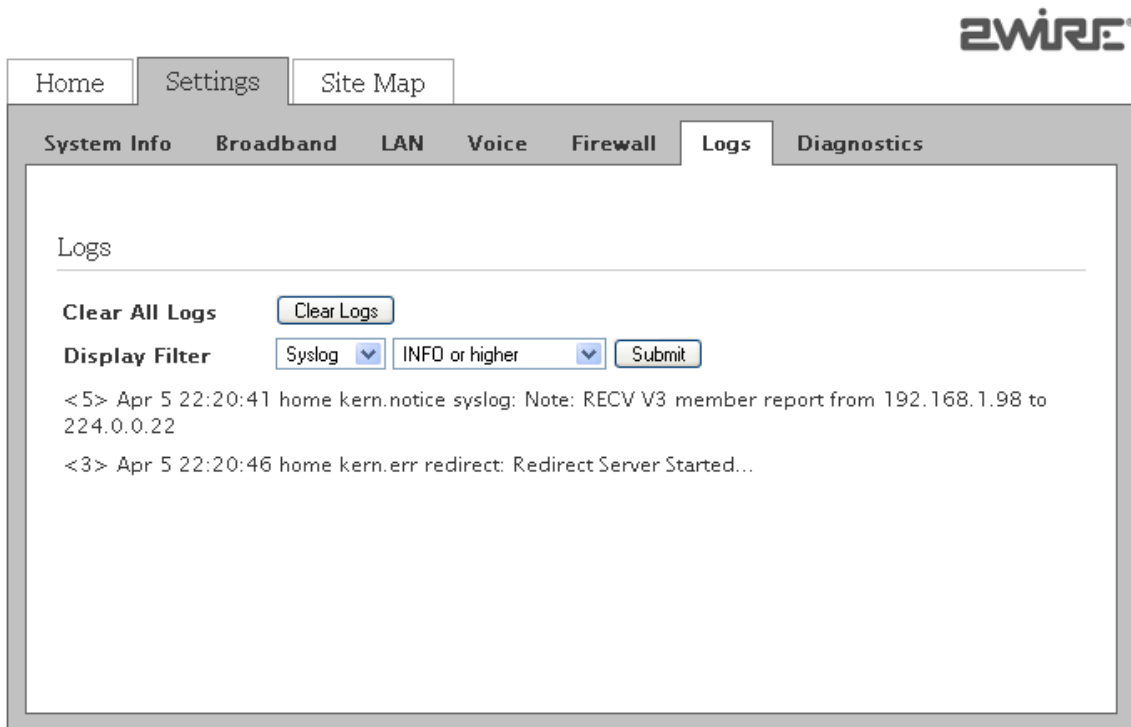 2WIRE
Home Settings Site Map
System Info Broadband LAN Voice Firewall Logs Diagnostics
Logs
Clear All Logs Clear Logs
Display Filter Syslog INFO or higher Submit
<5> Apr 5 22:20:41 home kern.notice syslog: Note: RECV V3 member report from 192.168.1.98 to
224.0.0.22
<3> Apr 5 22:20:46 home kern.err redirect: Redirect Server Started...